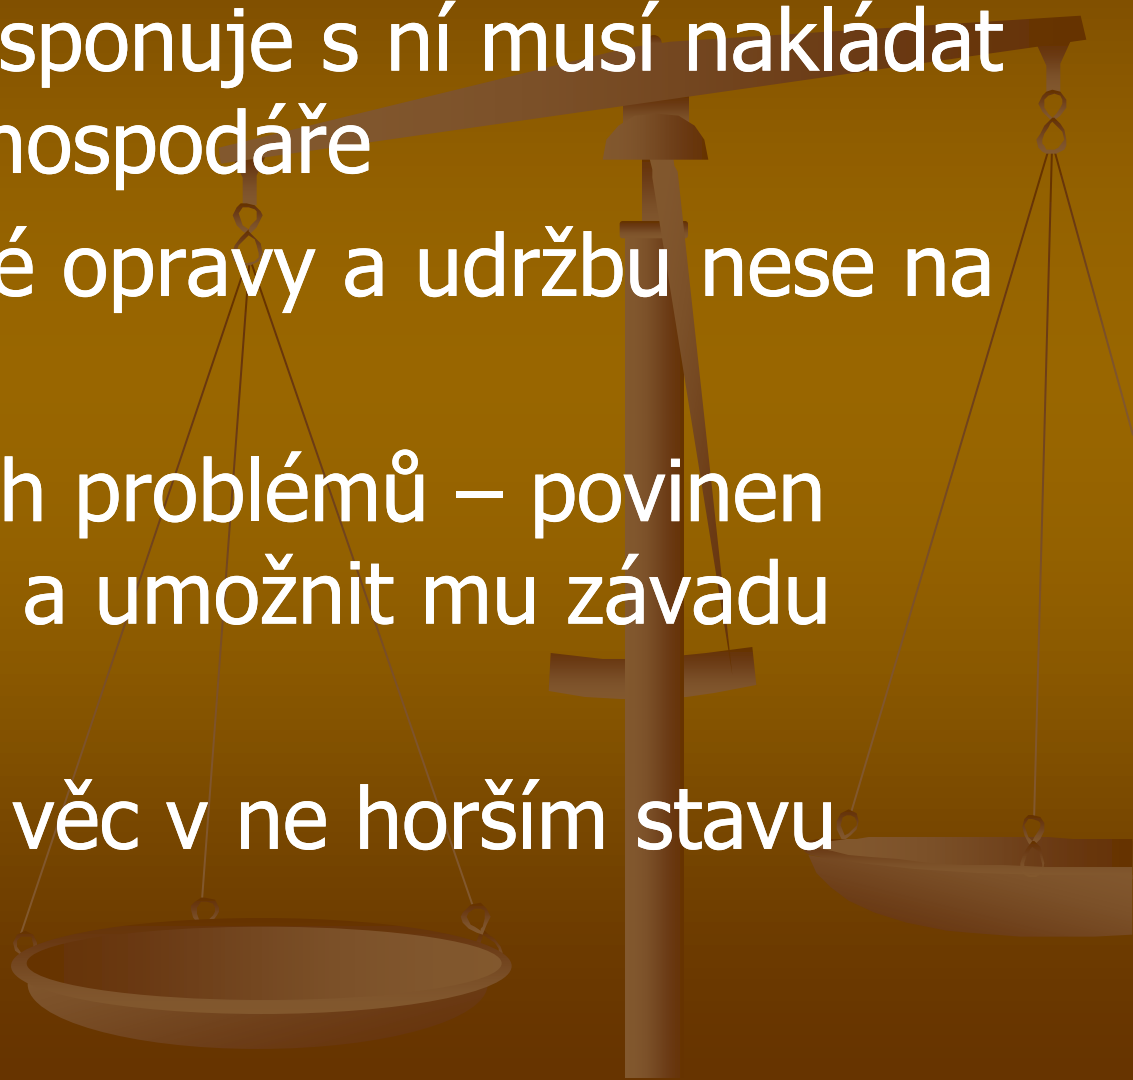 sponuje s ní musí nakládat
hospodáře
é opravy a udržbu nese na
h problémů – povinen
a umožnit mu závadu
věc v ne horším stavu